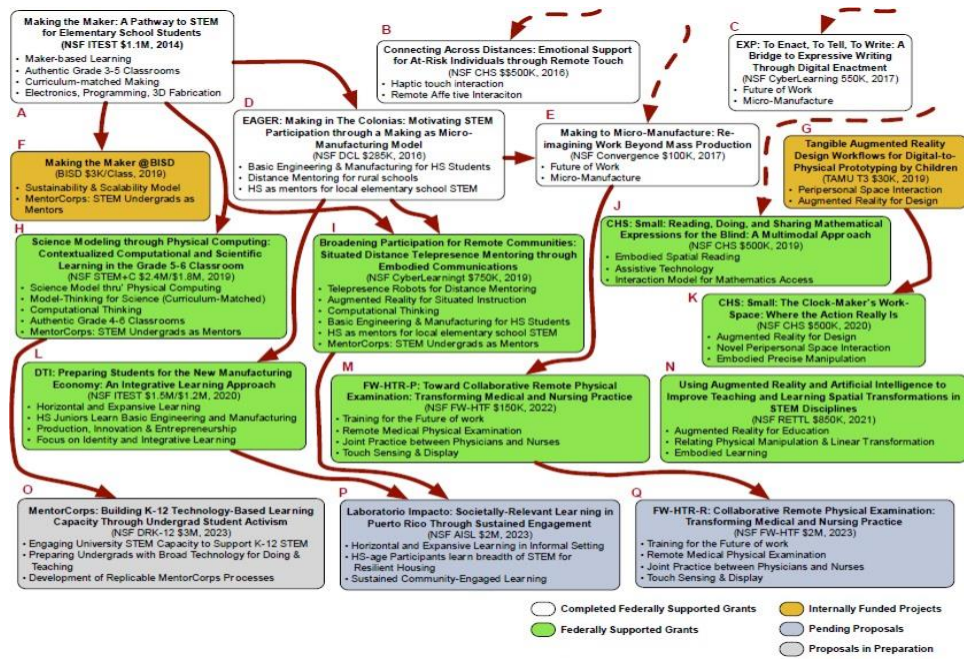 Making the Maker: A Pathway to STEM
for Elementary School Students
(NSF ITEST $1.1M, 2014)
• Maker-based Learning
• Authentic Grade 3-5 Classrooms
• Curriculum-matched Making
• Electronics, Programming, 3D Fabrication
A
B
Connecting Across Distances: Emotional Support
for At-Risk Individuals through Remote Touch
(NSF CHS $$500K, 2016)
• Haptic touch interaction
• Remote Affe tive Interaciton
C
EXP: To Enact, To Tell, To Write: A
Bridge to Expressive Writing
Through Digital Enactment
(NSF CyberLearning 550K, 2017)
• Future of Work
• Micro-Manufacture
D
EAGER: Making in The Colonias: Motivating STEM
Participation through a Making as Micro-
Manufacturing Model
(NSF DCL $285K, 2016)
• Basic Engineering & Manufacturing for HS Students
• Distance Mentoring for rural schools
• HS as mentors for local elementary school STEM
E
Making to Micro-Manufacture: Re-
imagining Work Beyond Mass Production
(NSF Convergence $100K, 2017)
• Future of Work
• Micro-Manufacture
F
Making the Maker @BISD
(BISD $3K/Class, 2019)
• Sustainability & Scalability Model
• MentorCorps: STEM Undergrads as
Mentors
G
Tangible Augmented Reality
Design Workflows for Digital-to-
Physical Prototyping by Children
(TAMU T3 $30K, 2019)
• Peripersonal Space Interaction
• Augmented Reality for Design
H
Science Modeling through Physical Computing:
Contextualized Computational and Scientific
Learning in the Grade 5-6 Classroom
(NSF STEM+C $2.4M/$1.8M, 2019)
• Science Model thru' Physical Computing
• Model-Thinking for Science (Curriculum-Matched)
• Computational Thinking
• Authentic Grade 4-6 Classrooms
• MentorCorps: STEM Undergrads as Mentors
I
Broadening Participation for Remote Communities:
Situated Distance Telepresence Mentoring through
Embodied Communications
(NSF CyberLearningt $750K, 2019)
• Telepresence Robots for Distance Mentoring
• Augmented Reality for Situated Instruction
• Computational Thinking
• Basic Engineering & Manufacturing for HS Students
• HS as mentors for local elementary school STEM
• MentorCorps: STEM Undergrads as Mentors
J
CHS: Small: Reading, Doing, and Sharing Mathematical
Expressions for the Blind: A Multimodal Approach
(NSF CHS $500K, 2019)
• Embodied Spatial Reading
• Assistive Technology
• Interaction Model for Mathematics Access
K
CHS: Small: The Clock-Maker's Work-
Space: Where the Action Really Is
(NSF CHS $500K, 2020)
• Augmented Reality for Design
• Novel Peripersonal Space Interaction
• Embodied Precise Manipulation
L
DTI: Preparing Students for the New Manufacturing
Economy: An Integrative Learning Approach
(NSF ITEST $1.5M/$1.2M, 2020)
• Horizontal and Expansive Learning
• HS Juniors Learn Basic Engineering and Manufacturing
• Production, Innovation & Entrepreneurship
• Focus on Identity and Integrative Learning
M
FW-HTR-P: Toward Collaborative Remote Physical
Examination: Transforming Medical and Nursing Practice
(NSF FW-HTF $150K, 2022)
• Training for the Future of work
• Remote Medical Physical Examination
• Joint Practice between Physicians and Nurses
• Touch Sensing & Display
N
Using Augmented Reality and Artificial Intelligence to
Improve Teaching and Learning Spatial Transformations in
STEM Disciplines
(NSF RETTL $850K, 2021)
• Augmented Reality for Education
• Relating Physical Manipulation & Linear Transformation
• Embodied Learning
O
MentorCorps: Building K-12 Technology-Based Learning
Capacity Through Undergrad Student Activism
(NSF DRK-12 $3M, 2023)
• Engaging University STEM Capacity to Support K-12 STEM
• Preparing Undergrads with Broad Technology for Doing &
Teaching
• Development of Replicable MentorCorps Processes
P
Laboratorio Impacto: Societally-Relevant Learning in
Puerto Rico Through Sustained Engagement
(NSF AISL $2M, 2023)
• Horizontal and Expansive Learning in Informal Setting
• HS-age Participants learn breadth of STEM for
Resilient Housing
• Sustained Community-Engaged Learning
Q
FW-HTR-R: Collaborative Remote Physical Examination:
Transforming Medical and Nursing Practice
(NSF FW-HTF $2M, 2023)
• Training for the Future of work
• Remote Medical Physical Examination
• Joint Practice between Physicians and Nurses
• Touch Sensing & Display
Completed Federally Supported Grants
Federally Supported Grants
Internally Funded Projects
Pending Proposals
Proposals in Preparation